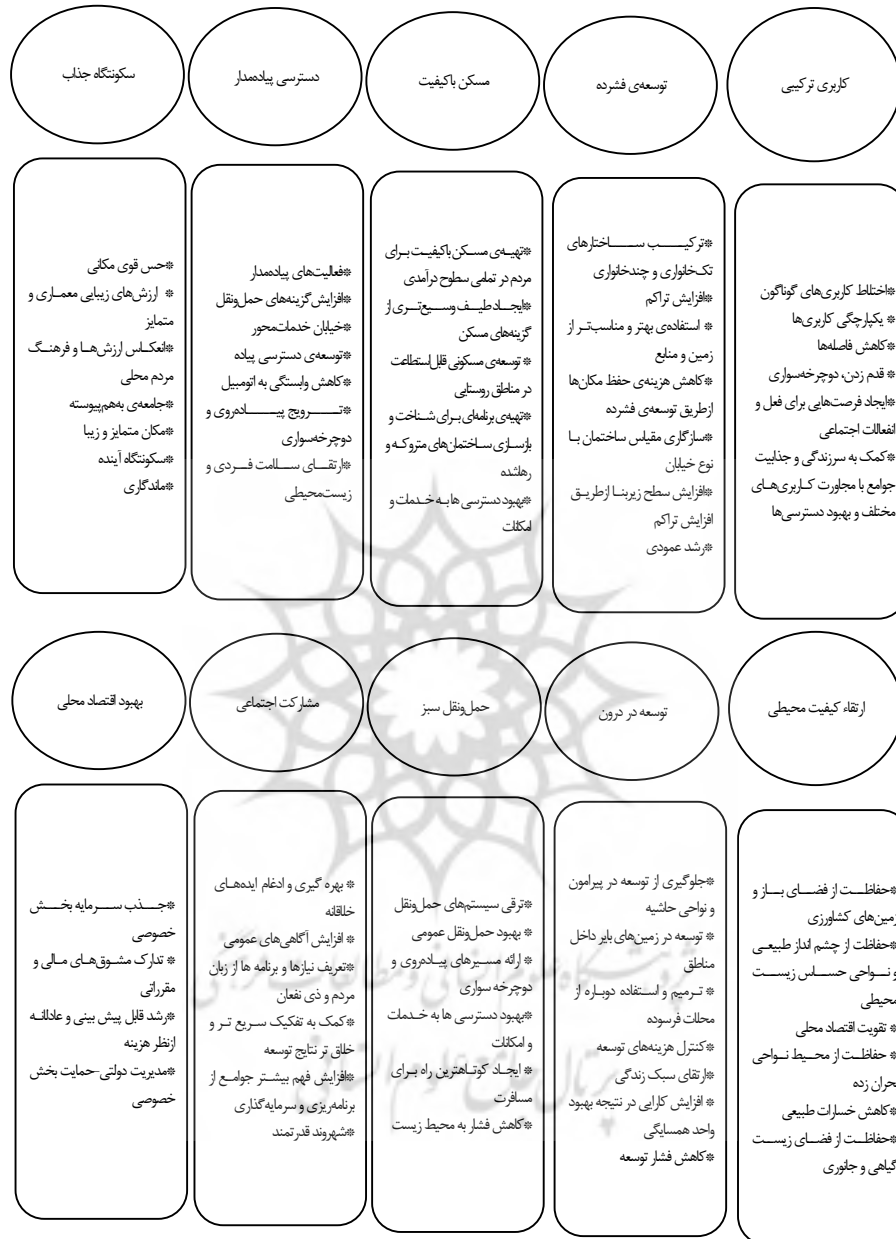 کاربری ترکیبی
توسعه‌ی فشرده
مسکن باکیفیت
دسترسی پیاده‌مدار
سکونتگاه جذاب
*اختلاط کاربری‌های گوناگون
* یکپارچگی کاربری‌ها
*کاهش فاصله‌ها
* قدم زدن، دوچرخه‌سواری
*ایجاد فرصت‌هایی برای فعل و
انفعالات اجتماعی
*کمک به سرزندگی و جذابیت
جوامع با مجاورت کاربری‌های
مختلف و بهبود دسترسی‌ها
*ترکیب ساختارهای
تک‌خانواری و چندخانواری
*افزایش تراکم
* استفاده‌ی بهتر و مناسب‌تر از
زمین و منابع
*کاهش هزینه‌ی حفظ مکان‌ها
ازطریق توسعه‌ی فشرده
*سازگاری مقیاس ساختمان با
نوع خیابان
*افزایش سطح زیربنا ازطریق
افزایش تراکم
*رشد عمودی
*تهیه‌ی مسکن باکیفیت برای
مردم در تمامی سطوح درآمدی
*ایجاد طیف وسیع‌تری از
گزینه‌های مسکن
* توسعه‌ی مسکونی قابل‌استطاعت
در مناطق روستایی
*تهیه‌ی برنامه‌ای برای شناخت و
بازسازی ساختمان‌های متروکه و
رهاشده
*بهبود دسترسی ها به خدمات و
امکانات
*فعالیت‌های پیاده‌مدار
*افزایش گزینه‌های حمل‌ونقل
*خیابان خدمات‌محور
*توسعه‌ی دسترسی پیاده
*کاهش وابستگی به اتومبیل
*ترویج پیاده‌روی و
دوچرخه‌سواری
*ارتقای سلامت فردی و
زیست‌محیطی
*حس قوی مکانی
* ارزش‌های زیبایی معماری و
متمایز
*انعکاس ارزش‌ها و فرهنگ
مردم محلی
*جامعه‌ی به‌هم‌پیوسته
*مکان متمایز و زیبا
*سکونتگاه آینده
*ماندگاری
ارتقاء کیفیت محیطی
توسعه در درون
حمل‌ونقل سبز
مشارکت اجتماعی
بهبود اقتصاد محلی
*حفاظت از فضای باز و
زمین‌های کشاورزی
*حفاظت از چشم انداز طبیعی
و نواحی حساس زیست
محیطی
* تقویت اقتصاد محلی
* حفاظت از محیط نواحی
بحران زده
*کاهش خسارات طبیعی
*حفاظت از فضای زیست
گیاهی و جانوری
*جلوگیری از توسعه در پیرامون
و نواحی حاشیه
* توسعه در زمین‌های بایر داخل
مناطق
* ترمیم و استفاده دوباره از
محلات فرسوده
*کنترل هزینه‌های توسعه
*ارتقای سبک زندگی
* افزایش کارایی در نتیجه بهبود
واحد همسایگی
*کاهش فشار توسعه
*ترقی سیستم‌های حمل‌ونقل
* بهبود حمل‌ونقل عمومی
* ارائه مسیرهای پیاده‌روی و
دوچرخه سواری
*بهبود دسترسی ها به خدمات
و امکانات
* ایجاد کوتاهترین راه برای
مسافرت
*کاهش فشار به محیط زیست
* بهره گیری و ادغام ایده‌های
خلاقانه
* افزایش آگاهی‌های عمومی
*تعریف نیازها و برنامه ها از زبان
مردم و ذی نفعان
*کمک به تفکیک سریع تر و
خلاق تر نتایج توسعه
*افزایش فهم بیشتر جوامع از
برنامه‌ریزی و سرمایه‌گذاری
*شهروند قدرتمند
*جذب سرمایه بخش
خصوصی
* تدارک مشوق‌های مالی و
مقرراتی
*رشد قابل پیش بینی و عادلانه
ازنظر هزینه
*مدیریت دولتی-حمایت بخش
خصوصی
پژوهشگاه علوم انسانی و مطالعات فرهنگی
پرتال جامع علوم انسانی